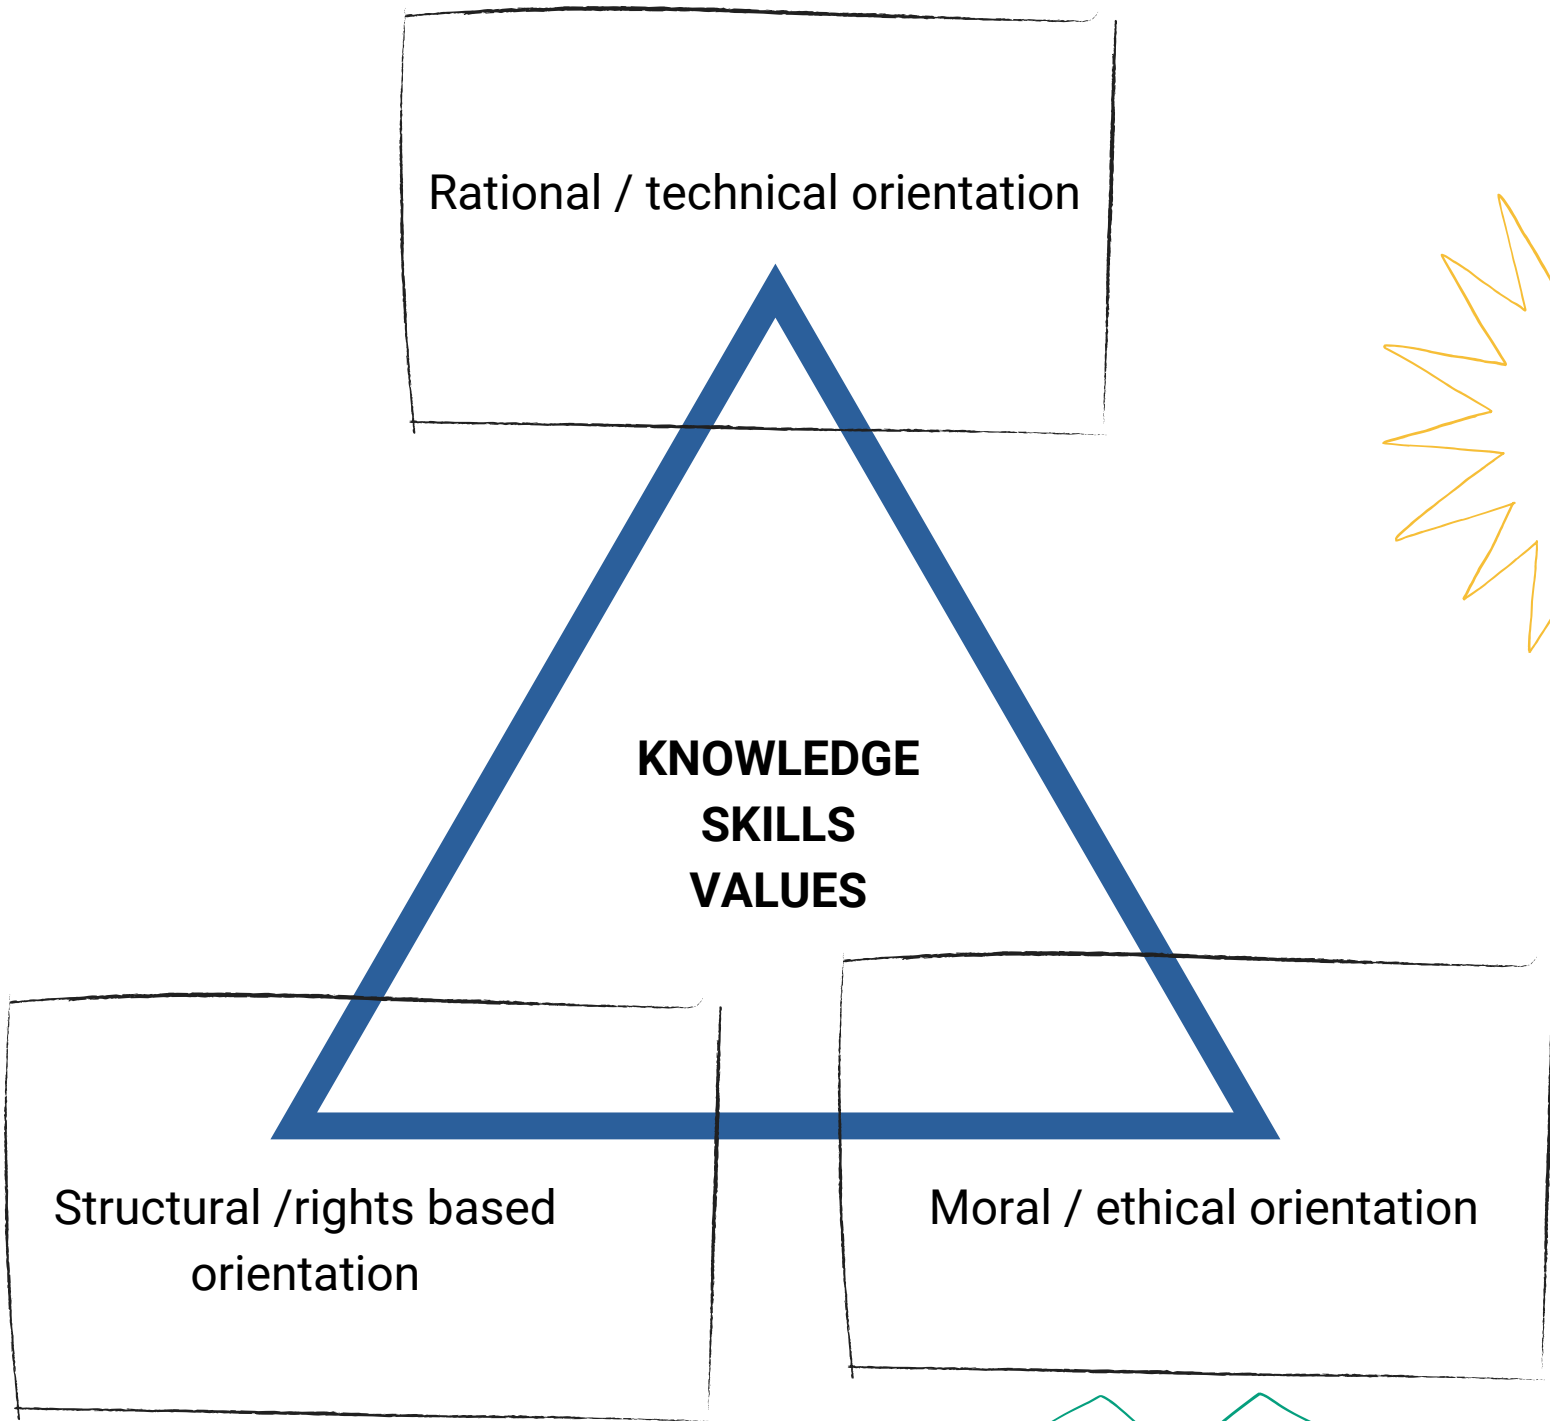 Rational / technical orientation
KNOWLEDGE
SKILLS
VALUES
Structural /rights based
orientation
Moral / ethical orientation